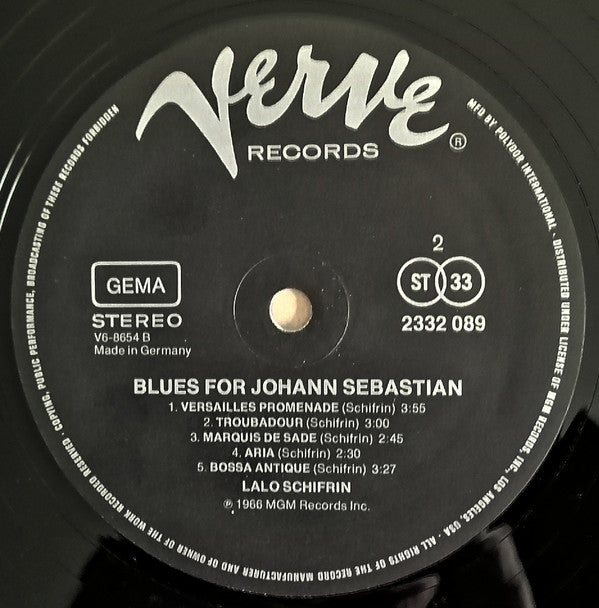 Verve
RECORDS ®
MFD BY POLYDOR INTERNATIONAL · DISTRIBUTED UNDER LICENSE OF MGM RECORDS, INC., LOS ANGELES, USA · ALL RIGHTS OF THE RECORD MANUFACTURER AND OF OWNER OF THE WORK RECORDED RESERVED · COPYING, PUBLIC PERFORMANCE, BROADCASTING OF THESE RECORDS FORBIDDEN
GEMA
STEREO
V6-8654 B
Made in Germany
2
ST 33
2332 089
BLUES FOR JOHANN SEBASTIAN
1. VERSAILLES PROMENADE (Schifrin) 3:55
2. TROUBADOUR (Schifrin) 3:00
3. MARQUIS DE SADE (Schifrin) 2:45
4. ARIA (Schifrin) 2:30
5. BOSSA ANTIQUE (Schifrin) 3:27
LALO SCHIFRIN
℗ 1966 MGM Records Inc.